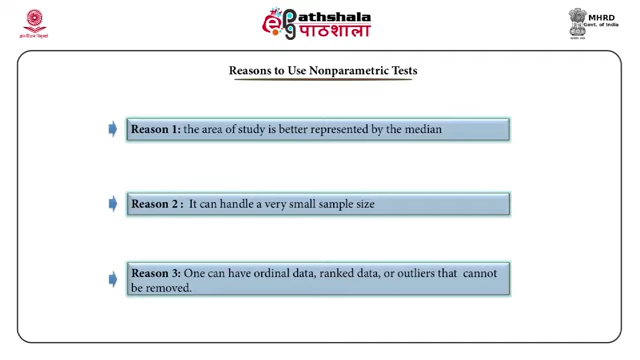 Pathshala
पाठशाला
MHRD
Govt. of India
Reasons to Use Nonparametric Tests
Reason 1: the area of study is better represented by the median
Reason 2 : It can handle a very small sample size
Reason 3: One can have ordinal data, ranked data, or outliers that cannot
be removed.